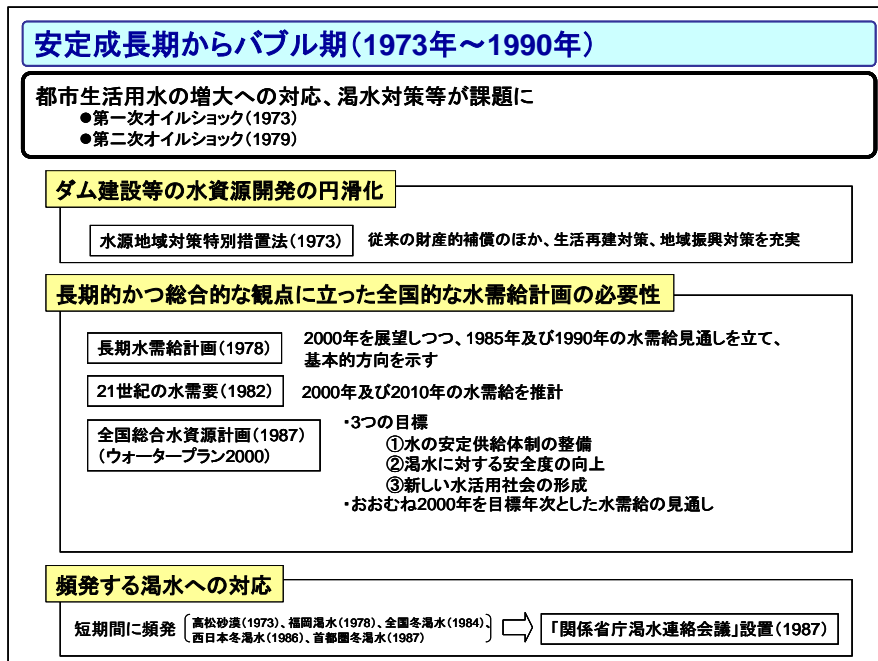 安定成長期からバブル期(1973年～1990年)
都市生活用水の増大への対応、渇水対策等が課題に
●第一次オイルショック(1973)
●第二次オイルショック(1979)
ダム建設等の水資源開発の円滑化
水源地域対策特別措置法(1973)　従来の財産的補償のほか、生活再建対策、地域振興対策を充実
長期的かつ総合的な観点に立った全国的な水需給計画の必要性
長期水需給計画(1978)　2000年を展望しつつ、1985年及び1990年の水需給見通しを立て、
基本的方向を示す
21世紀の水需要(1982)　2000年及び2010年の水需給を推計
全国総合水資源計画(1987)
(ウォータープラン2000)
・3つの目標
①水の安定供給体制の整備
②渇水に対する安全度の向上
③新しい水活用社会の形成
・おおむね2000年を目標年次とした水需給の見通し
頻発する渇水への対応
短期間に頻発
高松砂漠(1973)、福岡渇水(1978)、全国冬渇水(1984)、
西日本冬渇水(1986)、首都圏冬渇水(1987)
「関係省庁渇水連絡会議」設置(1987)